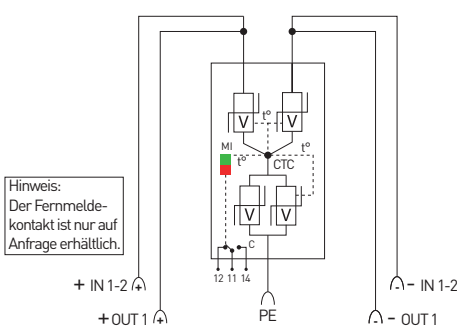 V
V
t°
t°
MI
t°
CTC
Hinweis:
Der Fernmelde-
kontakt ist nur auf
Anfrage erhältlich.
V
V
C
12 11 14
+ IN 1-2 +
- - IN 1-2
+ OUT 1 +
PE
- - OUT 1